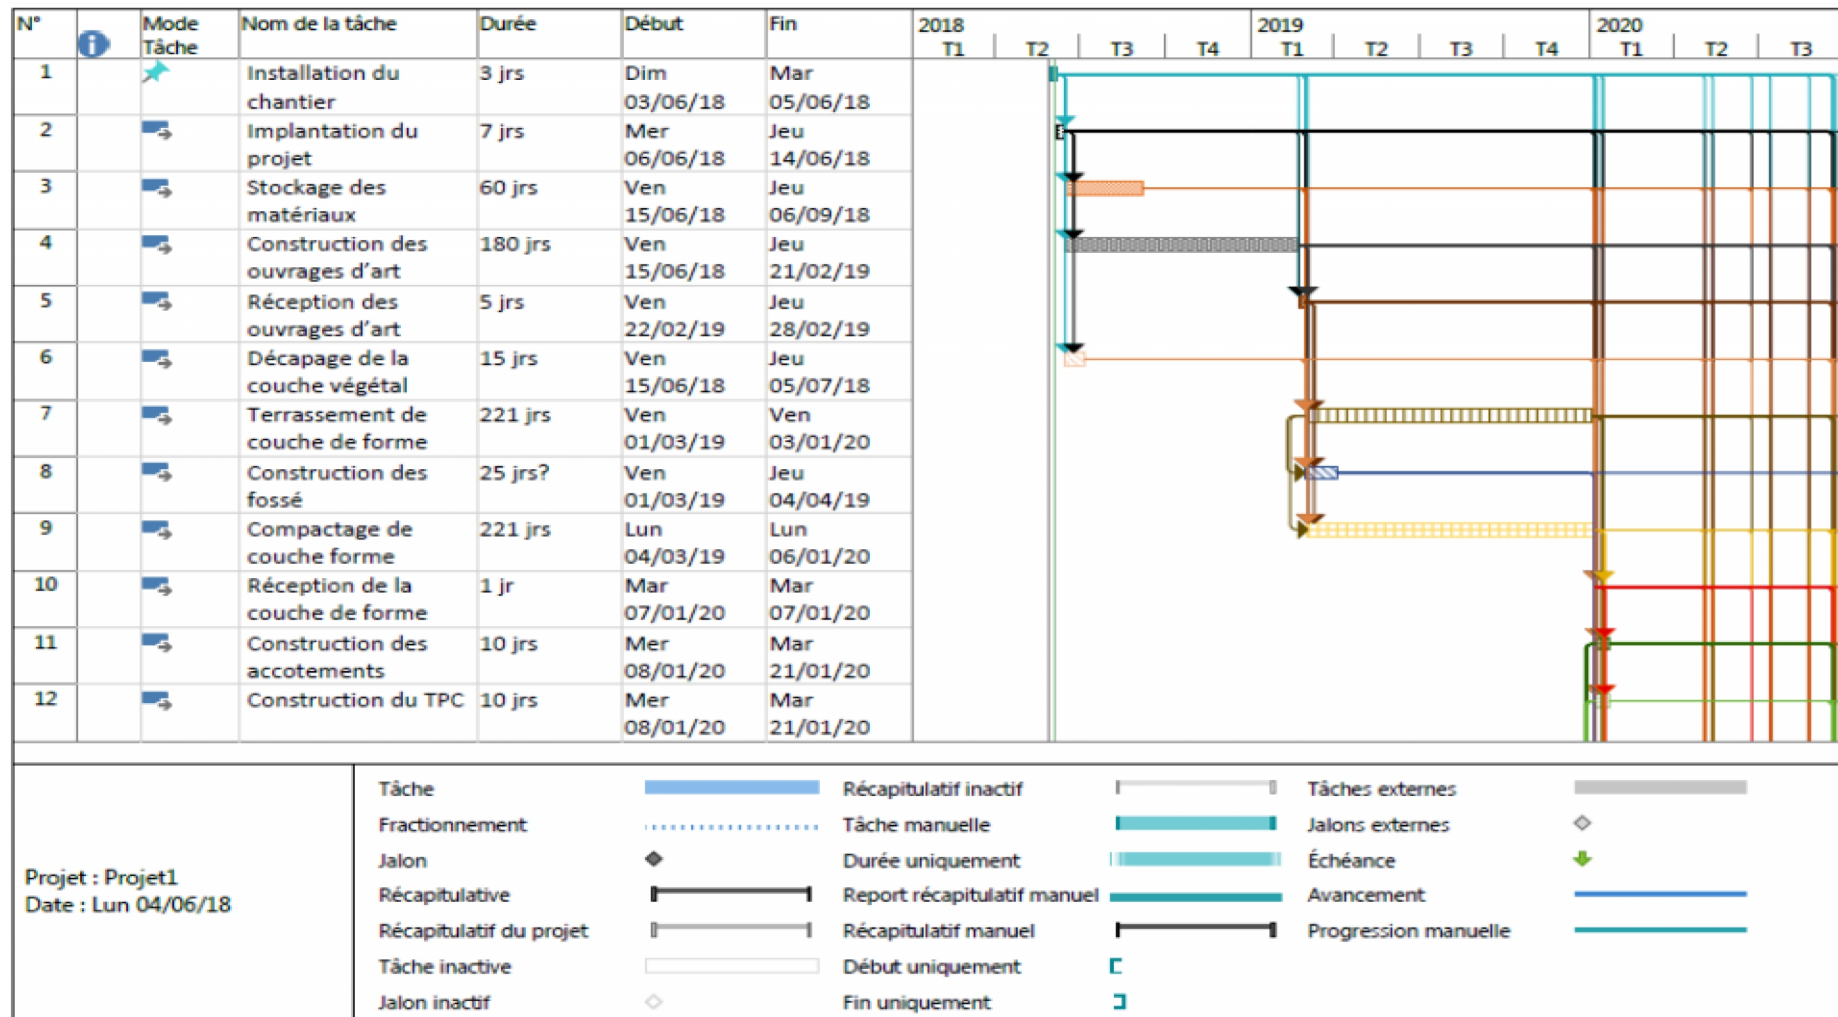 N° Mode Tâche Nom de la tâche Durée Début Fin
2018 2019 2020
T1 T2 T3 T4 T1 T2 T3 T4 T1 T2 T3
1 Installation du 3 jrs Dim Mar
chantier 03/06/18 05/06/18
2 Implantation du 7 jrs Mer Jeu
projet 06/06/18 14/06/18
3 Stockage des 60 jrs Ven Jeu
matériaux 15/06/18 06/09/18
4 Construction des 180 jrs Ven Jeu
ouvrages d'art 15/06/18 21/02/19
5 Réception des 5 jrs Ven Jeu
ouvrages d'art 22/02/19 28/02/19
6 Décapage de la 15 jrs Ven Jeu
couche végétal 15/06/18 05/07/18
7 Terrassement de 221 jrs Ven Ven
couche de forme 01/03/19 03/01/20
8 Construction des 25 jrs? Ven Jeu
fossé 01/03/19 04/04/19
9 Compactage de 221 jrs Lun Lun
couche forme 04/03/19 06/01/20
10 Réception de la 1 jr Mar Mar
couche de forme 07/01/20 07/01/20
11 Construction des 10 jrs Mer Mar
accotements 08/01/20 21/01/20
12 Construction du TPC 10 jrs Mer Mar
08/01/20 21/01/20
Projet : Projet1
Date : Lun 04/06/18
Tâche Récapitulatif inactif Tâches externes
Fractionnement Tâche manuelle Jalons externes
Jalon Durée uniquement Échéance
Récapitulative Report récapitulatif manuel Avancement
Récapitulatif du projet Récapitulatif manuel Progression manuelle
Tâche inactive Début uniquement
Jalon inactif Fin uniquement